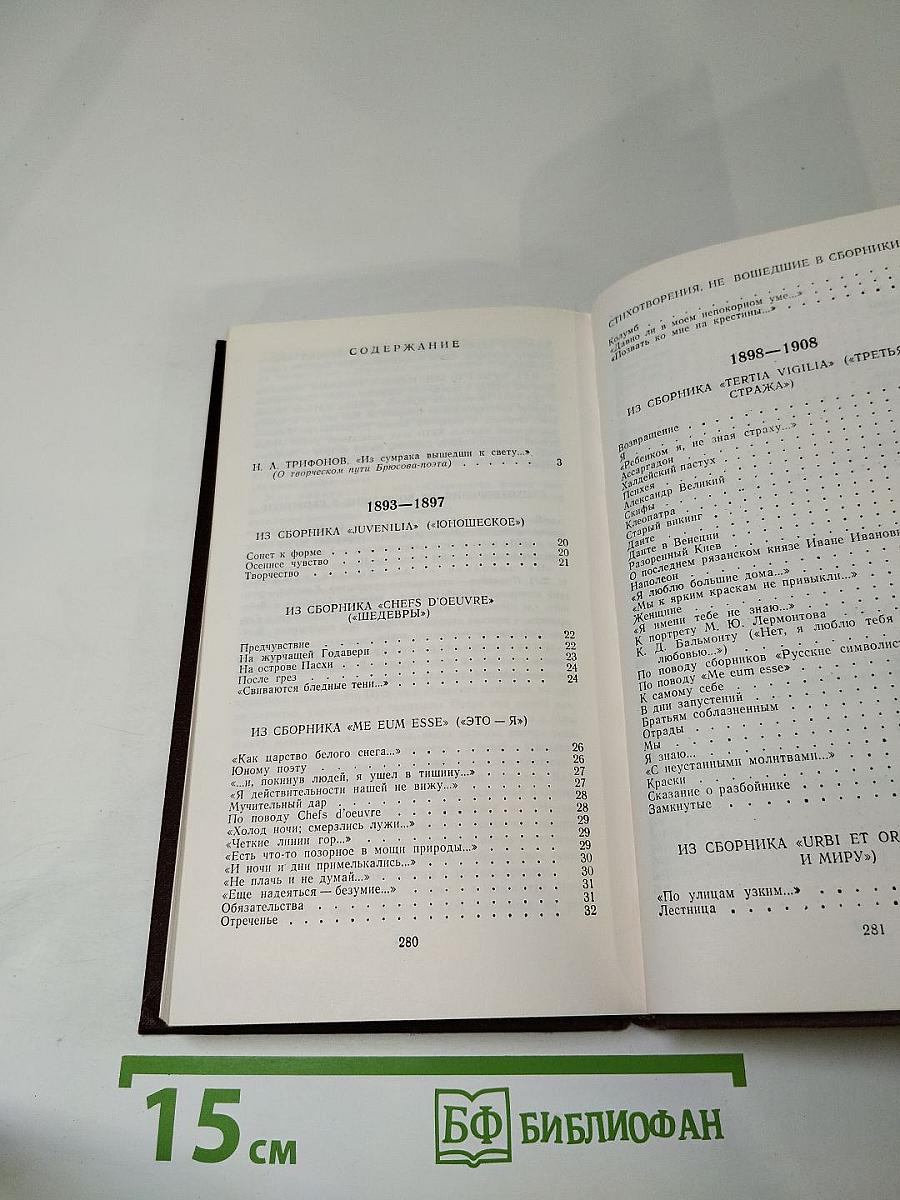 СОДЕРЖАНИЕ
Н. А. ТРИФОНОВ. «Из сумрака вышедши к свету...»
(О творческом пути Брюсова-поэта) . . . . . . 3
1893—1897
ИЗ СБОРНИКА «JUVENILIA» («ЮНОШЕСКОЕ»)
Сонет к форме . . . . . . 20
Осеннее чувство . . . . . . 20
Творчество . . . . . . 21
ИЗ СБОРНИКА «CHEFS D'OEUVRE»
(«ШЕДЕВРЫ»)
Предчувствие . . . . . . 22
На журчащей Годавери . . . . . . 22
На острове Пасхи . . . . . . 23
После грез . . . . . . 24
«Свиваются бледные тени...» . . . . . . 24
ИЗ СБОРНИКА «ME EUM ESSE» («ЭТО — Я»)
«Как царство белого снега...» . . . . . . 26
Юному поэту . . . . . . 26
«...и, покинув людей, я ушел в тишину...» . . . . . . 27
«Я действительности нашей не вижу...» . . . . . . 27
Мучительный дар . . . . . . 28
По поводу Chefs d'oeuvre . . . . . . 28
«Холод ночи; смерзлись лужи...» . . . . . . 29
«Четкие линии гор...» . . . . . . 29
«Есть что-то позорное в мощи природы...» . . . . . . 29
«И ночи и дни примелькались...» . . . . . . 30
«Не плачь и не думай...» . . . . . . 30
«Еще надеяться — безумие...» . . . . . . 31
Обязательства . . . . . . 31
Отреченье . . . . . . 32
280
СТИХОТВОРЕНИЯ, НЕ ВОШЕДШИЕ В СБОРНИКИ
Колумб . . . . . .
«Давно ли в моем непокорном уме...» . . . . . .
«Позвать ко мне на крестины...» . . . . . .
1898—1908
ИЗ СБОРНИКА «TERTIA VIGILIA» («ТРЕТЬЯ
СТРАЖА»)
Возвращение . . . . . .
Я . . . . . .
«Ребенком я, не зная страху...» . . . . . .
Ассаргадон . . . . . .
Халдейский пастух . . . . . .
Психея . . . . . .
Александр Великий . . . . . .
Скифы . . . . . .
Клеопатра . . . . . .
Старый викинг . . . . . .
Данте . . . . . .
Данте в Венеции . . . . . .
Разоренный Киев . . . . . .
О последнем рязанском князе Иване Иванови
Наполеон . . . . . .
«Я люблю большие дома...» . . . . . .
«Мы к ярким краскам не привыкли...» . . . . . .
Женщине . . . . . .
«Я имени тебе не знаю...» . . . . . .
К портрету М. Ю. Лермонтова . . . . . .
К. Д. Бальмонту («Нет, я люблю тебя
любовью...») . . . . . .
По поводу сборников «Русские символист
По поводу «Me eum esse» . . . . . .
К самому себе . . . . . .
В дни запустений . . . . . .
Братьям соблазненным . . . . . .
Отрады . . . . . .
Мы . . . . . .
Я знаю... . . . . . .
«С неустанными молитвами...» . . . . . .
Краски . . . . . .
Сказание о разбойнике . . . . . .
Замкнутые . . . . . .
ИЗ СБОРНИКА «URBI ET OR
И МИРУ»)
«По улицам узким...» . . . . . .
Лестница . . . . . .
281
15 см
БФ БИБЛИОФАН